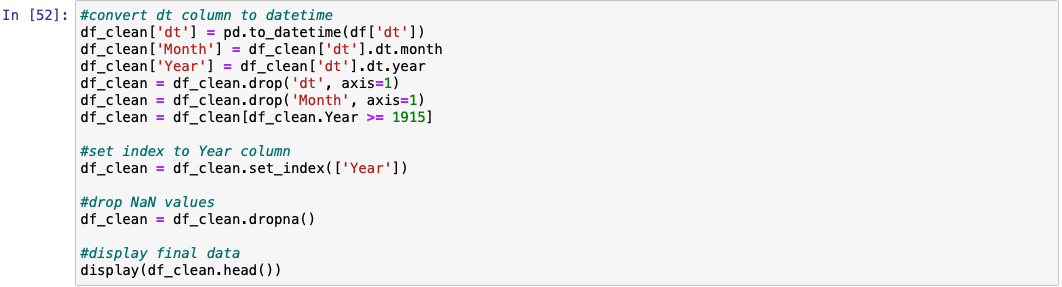 In [52]: #convert dt column to datetime
df_clean['dt'] = pd.to_datetime(df['dt'])
df_clean['Month'] = df_clean['dt'].dt.month
df_clean['Year'] = df_clean['dt'].dt.year
df_clean = df_clean.drop('dt', axis=1)
df_clean = df_clean.drop('Month', axis=1)
df_clean = df_clean[df_clean.Year >= 1915]

#set index to Year column
df_clean = df_clean.set_index(['Year'])

#drop NaN values
df_clean = df_clean.dropna()

#display final data
display(df_clean.head())